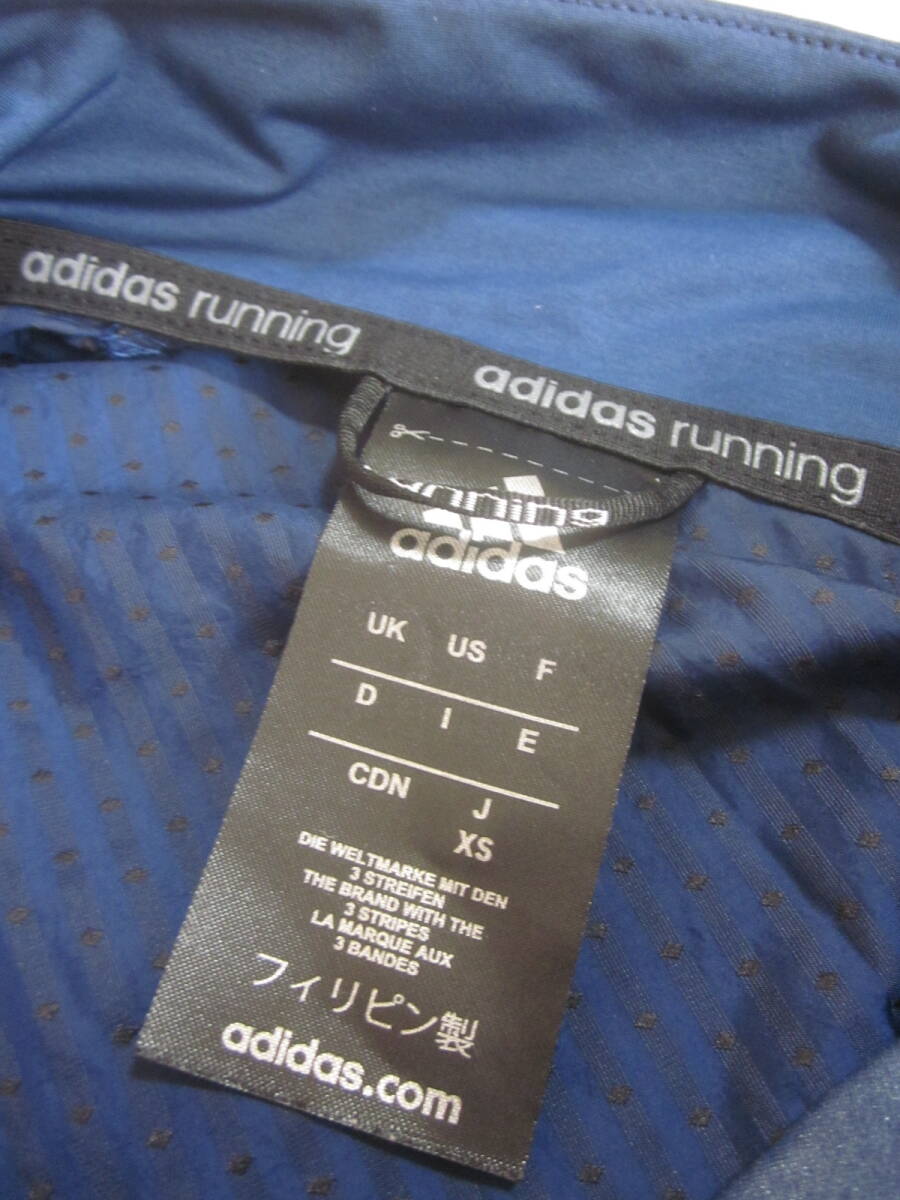 adidas running
adidas running
unning
adidas
UK US F
D I E
CDN J
XS
DIE WELTMARKE MIT DEN
3 STREIFEN
THE BRAND WITH THE
3 STRIPES
LA MARQUE AUX
3 BANDES
フィリピン製
adidas.com